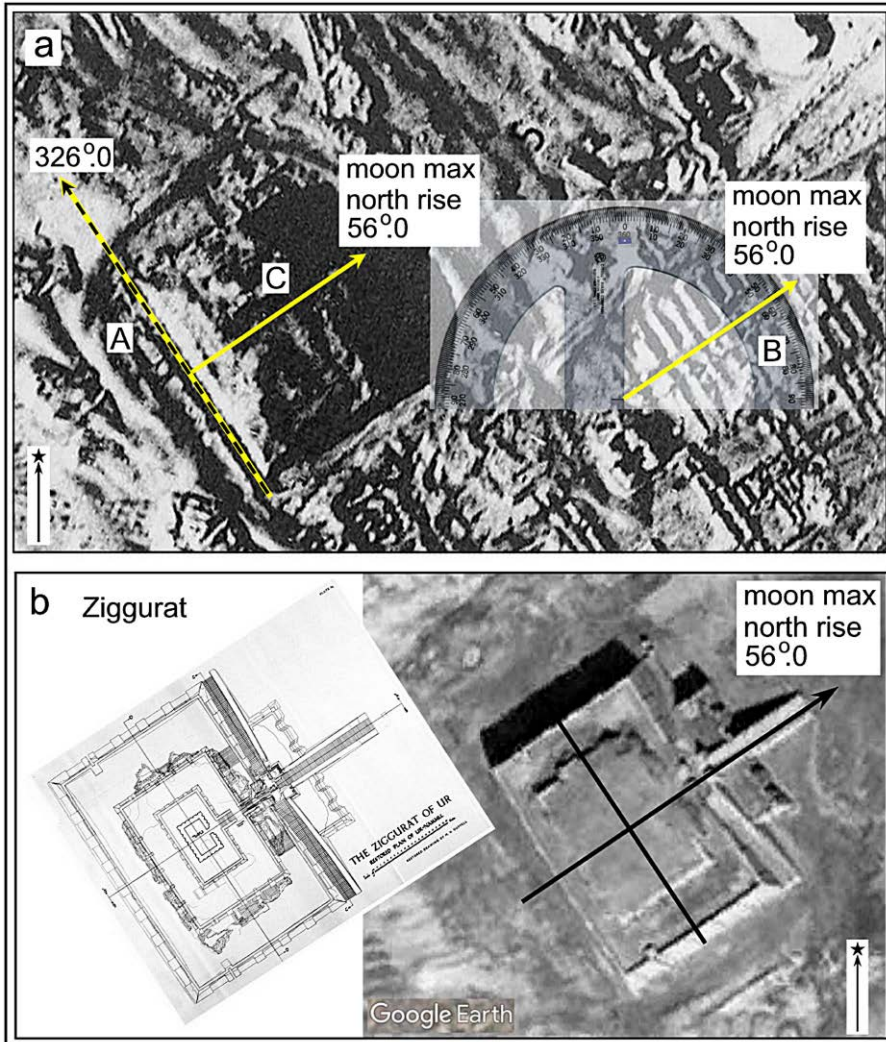 a
326°.0
A
C
moon max
north rise
56°.0
moon max
north rise
56°.0
B
b
Ziggurat
THE ZIGGURAT OF UR
moon max
north rise
56°.0
Google Earth